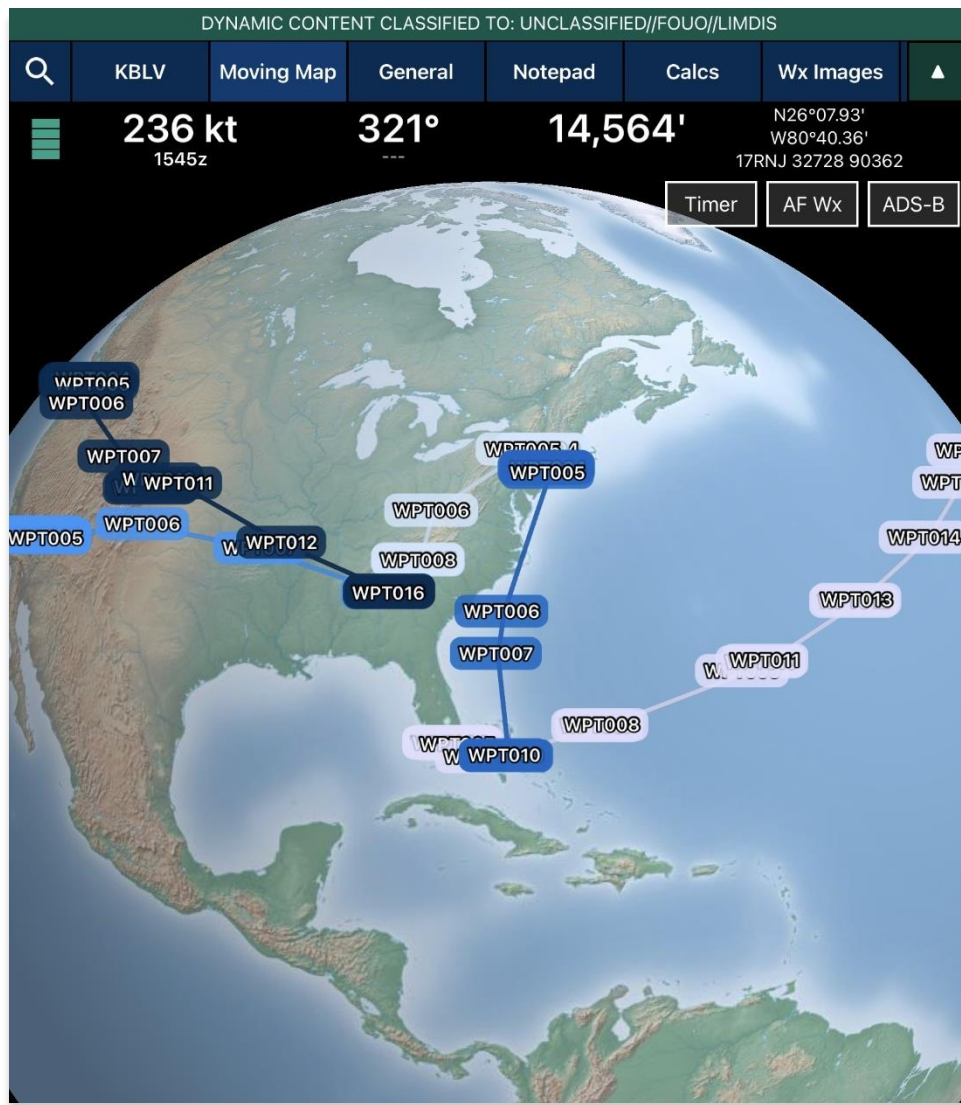 DYNAMIC CONTENT CLASSIFIED TO: UNCLASSIFIED//FOUO//LIMDIS
KBLV Moving Map General Notepad Calcs Wx Images ▲
236 kt 321° 14,564' N26°07.93'
1545z --- W80°40.36'
17RNJ 32728 90362
Timer AF Wx ADS-B
WPT005
WPT006
WPT007
WPT011
WPT005
WPT006
WPT012
WPT016
WPT005
WPT006
WPT008
WPT006
WPT007
WPT010
WPT008
WPT011
WPT013
WPT014